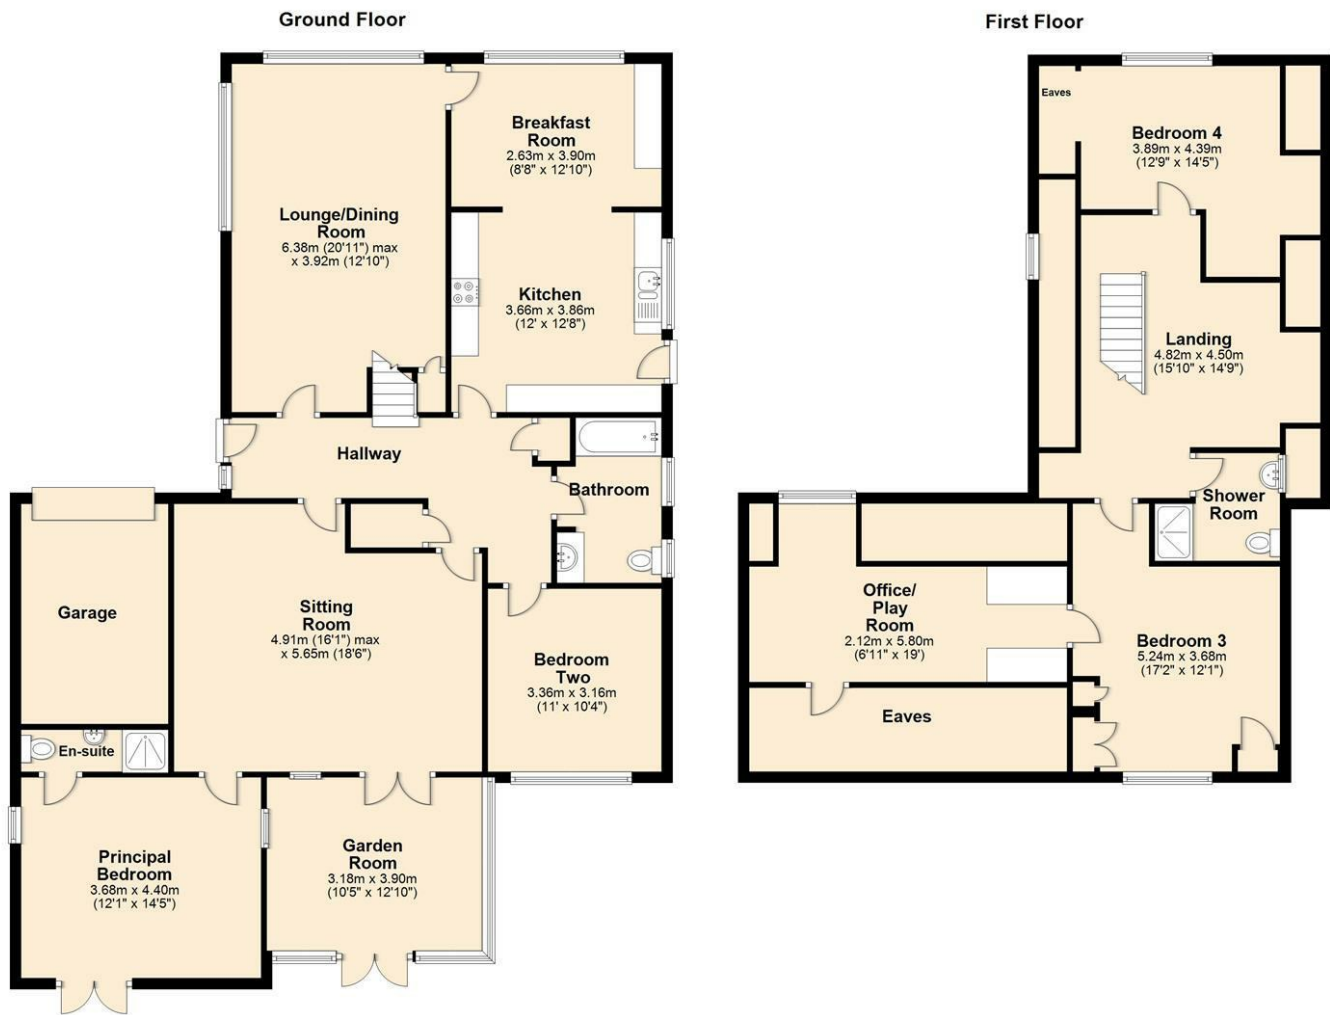 Ground Floor
Breakfast
Room
2.63m x 3.90m
(8'8" x 12'10")
Lounge/Dining
Room
6.38m (20'11") max
x 3.92m (12'10")
Kitchen
3.66m x 3.86m
(12' x 12'8")
Hallway
Bathroom
Garage
Sitting
Room
4.91m (16'1") max
x 5.65m (18'6")
Bedroom
Two
3.36m x 3.16m
(11' x 10'4")
En-suite
Principal
Bedroom
3.68m x 4.40m
(12'1" x 14'5")
Garden
Room
3.18m x 3.90m
(10'5" x 12'10")
First Floor
Eaves
Bedroom 4
3.89m x 4.39m
(12'9" x 14'5")
Landing
4.82m x 4.50m
(15'10" x 14'9")
Shower
Room
Office/
Play
Room
2.12m x 5.80m
(6'11" x 19')
Bedroom 3
5.24m x 3.68m
(17'2" x 12'1")
Eaves